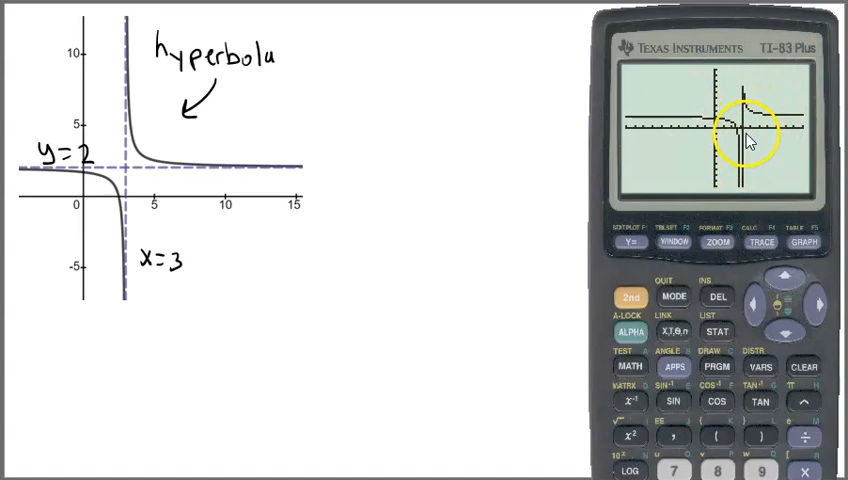 10
hyperbola
5
y=2
0
5
10
15
x=3
-5
TEXAS INSTRUMENTS TI-83 Plus
STAT PLOT F1 TBLSET F2 FORMAT F3 CALC F4 TABLE F5
Y= WINDOW ZOOM TRACE GRAPH
QUIT INS
2nd MODE DEL
A-LOCK LINK LIST
ALPHA X,T,Θ,n STAT
TEST A ANGLE B DRAW C DISTR
MATH APPS PRGM VARS CLEAR
MATRX D SIN⁻¹ E COS⁻¹ F TAN⁻¹ G π H
x⁻¹ SIN COS TAN ^
√ I EE J { K } L e M
x² , ( ) ÷
10ˣ N u O v P w Q [ R
LOG 7 8 9 X